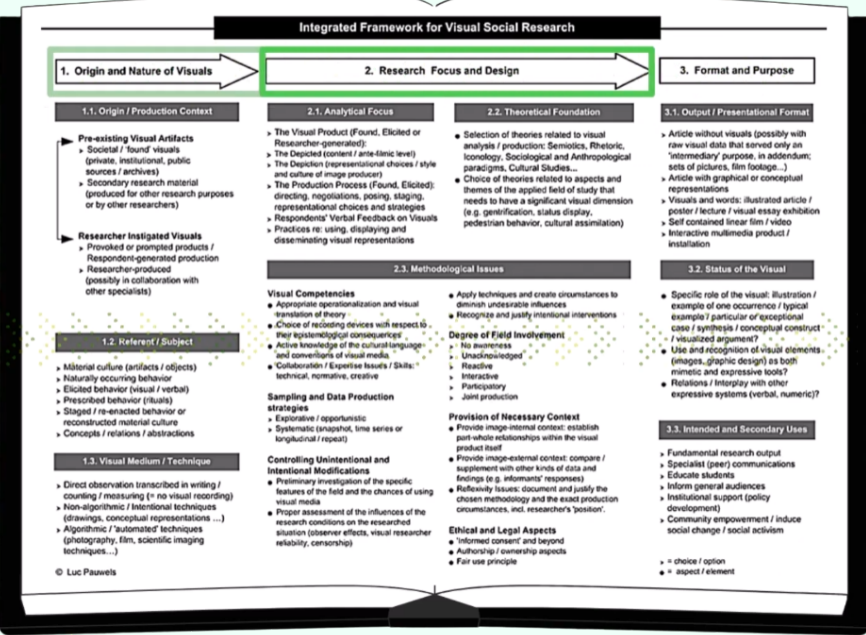 Integrated Framework for Visual Social Research
1. Origin and Nature of Visuals
2. Research Focus and Design
3. Format and Purpose
1.1. Origin / Production Context
Pre-existing Visual Artifacts
➤ Societal / 'found' visuals
(private, institutional, public
sources / archives)
➤ Secondary research material
(produced for other research purposes
or by other researchers)
Researcher Instigated Visuals
➤ Provoked or prompted products /
Respondent-generated production
➤ Researcher-produced
(possibly in collaboration with
other specialists)
1.2. Referent / Subject
➤ Material culture (artifacts / objects)
➤ Naturally occurring behavior
➤ Elicited behavior (visual / verbal)
➤ Prescribed behavior (rituals)
➤ Staged / re-enacted behavior or
reconstructed material culture
➤ Concepts / relations / abstractions
1.3. Visual Medium / Technique
➤ Direct observation transcribed in writing /
counting / measuring (= no visual recording)
➤ Non-algorithmic / Intentional techniques
(drawings, conceptual representations ...)
➤ Algorithmic / 'automated' techniques
(photography, film, scientific imaging
techniques...)
© Luc Pauwels
2.1. Analytical Focus
➤ The Visual Product (Found, Elicited or
Researcher-generated):
➤ The Depicted (content / ante-filmic level)
➤ The Depiction (representational choices / style
and culture of image producer)
➤ The Production Process (Found, Elicited):
directing, negotiations, posing, staging,
representational choices and strategies
➤ Respondents' Verbal Feedback on Visuals
➤ Practices re: using, displaying and
disseminating visual representations
2.2. Theoretical Foundation
● Selection of theories related to visual
analysis / production: Semiotics, Rhetoric,
Iconology, Sociological and Anthropological
paradigms, Cultural Studies...
● Choice of theories related to aspects and
themes of the applied field of study that
need to have a significant visual dimension
(e.g. gentrification, status display,
pedestrian behavior, cultural assimilation)
2.3. Methodological Issues
Visual Competencies
● Appropriate operationalization and visual
translation of theory
● Choice of recording devices with respect to
their epistemological consequences
● Active knowledge of the cultural language
and conventions of visual media
● Collaboration / Expertise Issues / Skills:
technical, normative, creative
Sampling and Data Production
strategies
➤ Explorative / opportunistic
➤ Systematic (snapshot, time series or
longitudinal / repeat)
Controlling Unintentional and
Intentional Modifications
● Preliminary investigation of the specific
features of the field and the chances of using
visual media
● Proper assessment of the influences of the
research conditions on the researched
situation (observer effects, visual researcher
reliability, censorship)
● Apply techniques and create circumstances to
diminish undesirable influences
● Recognize and justify intentional interventions
Degree of Field Involvement
➤ No awareness
➤ Unacknowledged
➤ Reactive
➤ Interactive
➤ Participatory
➤ Joint production
Provision of Necessary Context
● Provide image-internal context: establish
part-whole relationships within the visual
product itself
● Provide image-external context: compare /
supplement with other kinds of data and
findings (e.g. informants' responses)
● Reflexivity Issues: document and justify the
chosen methodology and the exact production
circumstances, incl. researcher's 'position'.
Ethical and Legal Aspects
● 'Informed consent' and beyond
● Authorship / ownership aspects
● Fair use principle
3.1. Output / Presentational Format
➤ Article without visuals (possibly with
raw visual data that served only an
'intermediary' purpose, in addendum;
sets of pictures, film footage...)
➤ Article with graphical or conceptual
representations
➤ Visuals and words: illustrated article /
poster / lecture / visual essay exhibition
➤ Self contained linear film / video
➤ Interactive multimedia product /
installation
3.2. Status of the Visual
● Specific role of the visual: illustration /
example of one occurrence / typical
example / particular or exceptional
case / synthesis / conceptual construct
/ visualized argument?
● Use and recognition of visual elements
(images, graphic design) as both
mimetic and expressive tools?
● Relations / Interplay with other
expressive systems (verbal, numeric)?
3.3. Intended and Secondary Uses
➤ Fundamental research output
➤ Specialist (peer) communications
➤ Educate students
➤ Inform general audiences
➤ Institutional support (policy
development)
➤ Community empowerment / induce
social change / social activism
➤ = choice / option
● = aspect / element